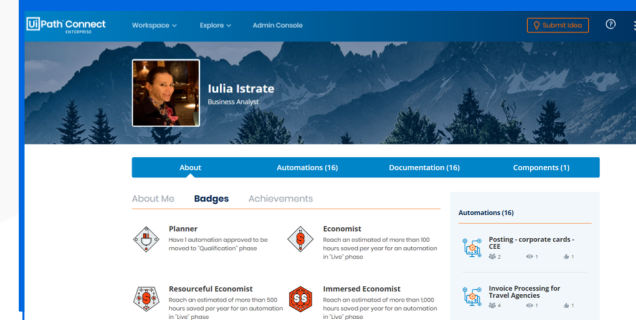 UiPath Connect
ENTERPRISE
Workspace
Explore
Admin Console
Submit Idea
Iulia Istrate
Business Analyst
About
Automations (16)
Documentation (16)
Components (1)
About Me
Badges
Achievements
Planner
Have 1 automation approved to be
moved to "Qualification" phase
Economist
Reach an estimated of more than 100
hours saved per year for an automation
in "Live" phase
Resourceful Economist
Reach an estimated of more than 500
hours saved per year for an automation
in "Live" phase
Immersed Economist
Reach an estimated of more than 1,000
hours saved per year for an automation
in "Live" phase
Automations (16)
Posting - corporate cards -
CEE
2 1 1
Invoice Processing for
Travel Agencies
4 1 1